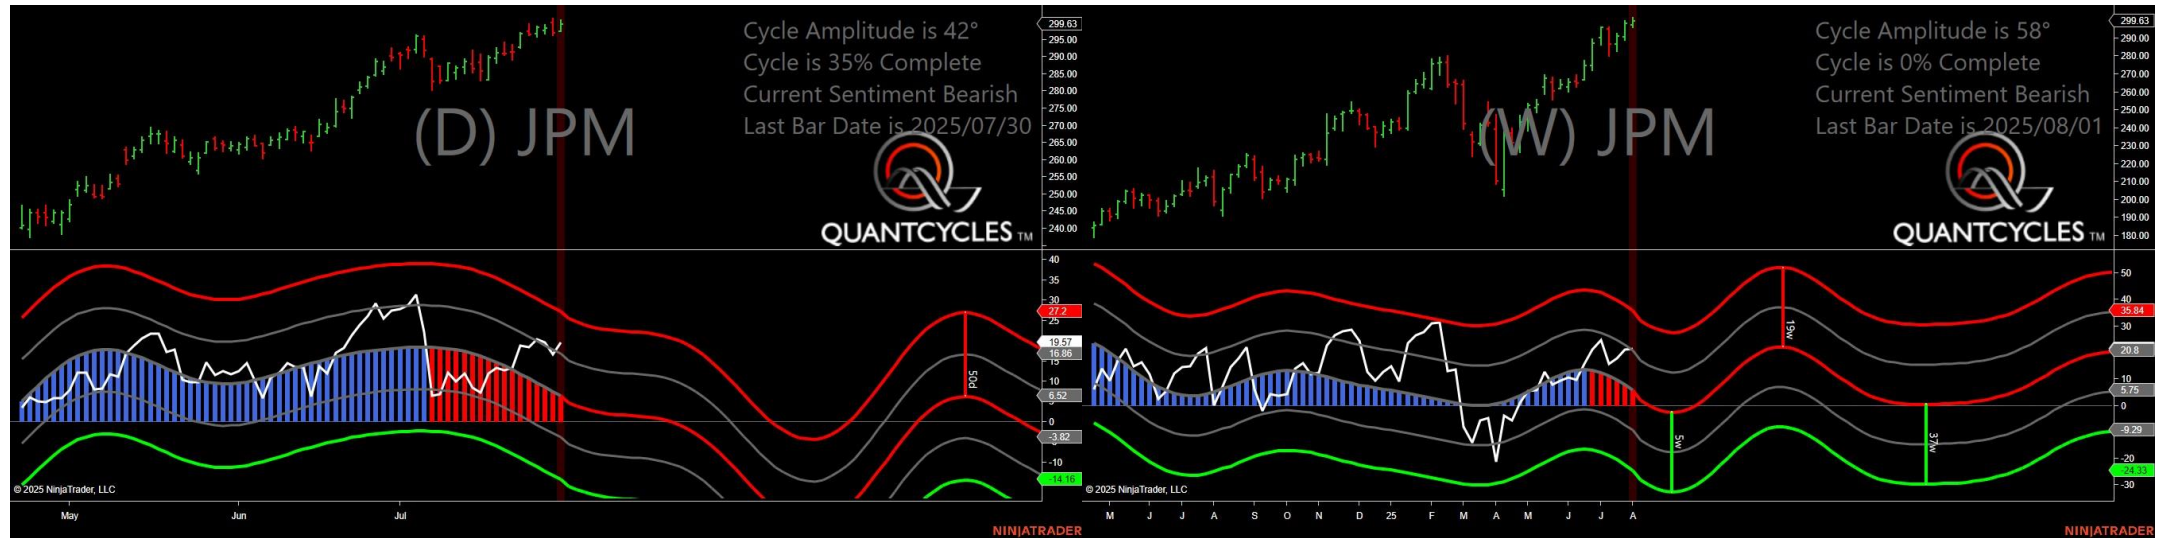 Cycle Amplitude is 42°
Cycle is 35% Complete
Current Sentiment Bearish
Last Bar Date is 2025/07/30
(D) JPM
QUANTCYCLES TM
299.63
295.00
290.00
285.00
280.00
275.00
270.00
265.00
260.00
255.00
250.00
245.00
240.00
40
35
30
27.2
25
19.57
16.86
15
10
6.52
5
0
-3.82
-10
-14.16
50d
© 2025 NinjaTrader, LLC
May Jun Jul
NINJATRADER
Cycle Amplitude is 58°
Cycle is 0% Complete
Current Sentiment Bearish
Last Bar Date is 2025/08/01
(W) JPM
QUANTCYCLES TM
299.63
290.00
280.00
270.00
260.00
250.00
240.00
230.00
220.00
210.00
200.00
190.00
180.00
50
40
35.84
30
20.8
10
5.75
0
-9.29
-20
-24.33
-30
19w
5w
37w
© 2025 NinjaTrader, LLC
M J J A S O N D 25 F M A M J J A
NINJATRADER